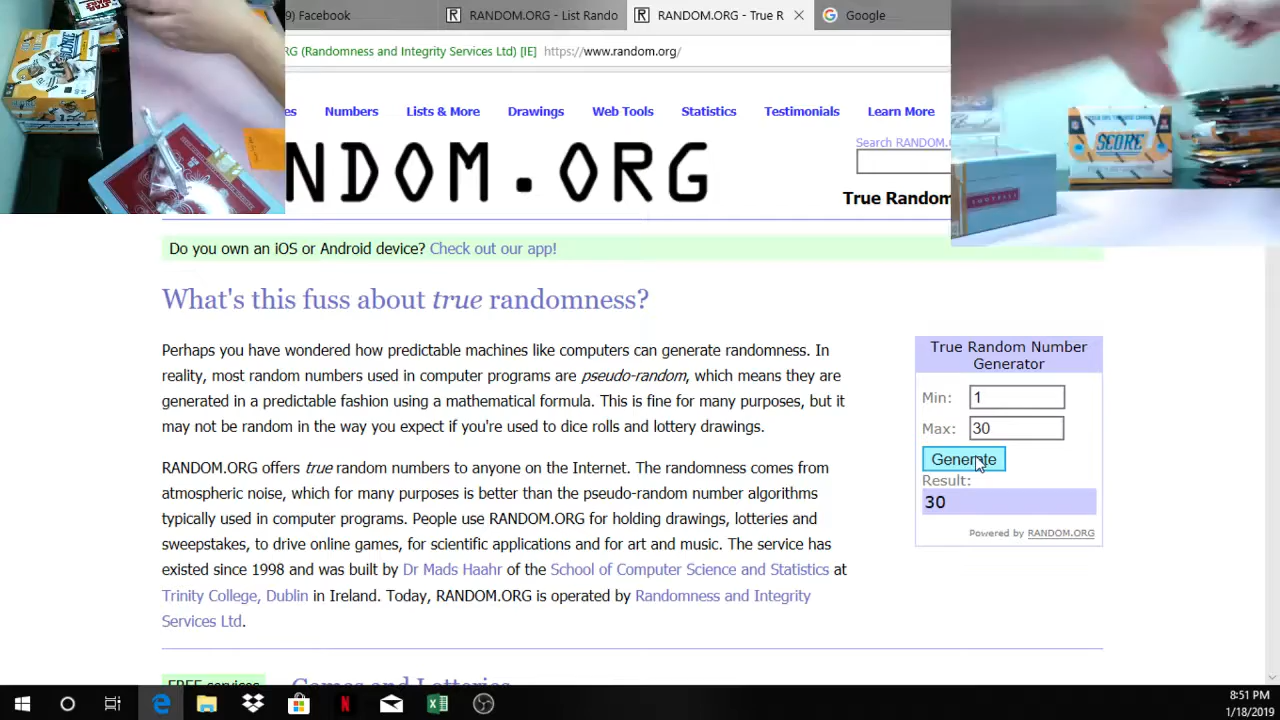 9) Facebook
RANDOM.ORG - List Rando
RANDOM.ORG - True R
Google
RG (Randomness and Integrity Services Ltd) [IE] https://www.random.org/
es Numbers Lists & More Drawings Web Tools Statistics Testimonials Learn More
Search RANDOM.
NDOM.ORG
True Random
SCORE
SCORE
Do you own an iOS or Android device? Check out our app!
What's this fuss about true randomness?
Perhaps you have wondered how predictable machines like computers can generate randomness. In
reality, most random numbers used in computer programs are pseudo-random, which means they are
generated in a predictable fashion using a mathematical formula. This is fine for many purposes, but it
may not be random in the way you expect if you're used to dice rolls and lottery drawings.
RANDOM.ORG offers true random numbers to anyone on the Internet. The randomness comes from
atmospheric noise, which for many purposes is better than the pseudo-random number algorithms
typically used in computer programs. People use RANDOM.ORG for holding drawings, lotteries and
sweepstakes, to drive online games, for scientific applications and for art and music. The service has
existed since 1998 and was built by Dr Mads Haahr of the School of Computer Science and Statistics at
Trinity College, Dublin in Ireland. Today, RANDOM.ORG is operated by Randomness and Integrity
Services Ltd.
True Random Number
Generator
Min: 1
Max: 30
Generate
Result:
30
Powered by RANDOM.ORG
FREE services
Games and Lotteries
8:51 PM
1/18/2019